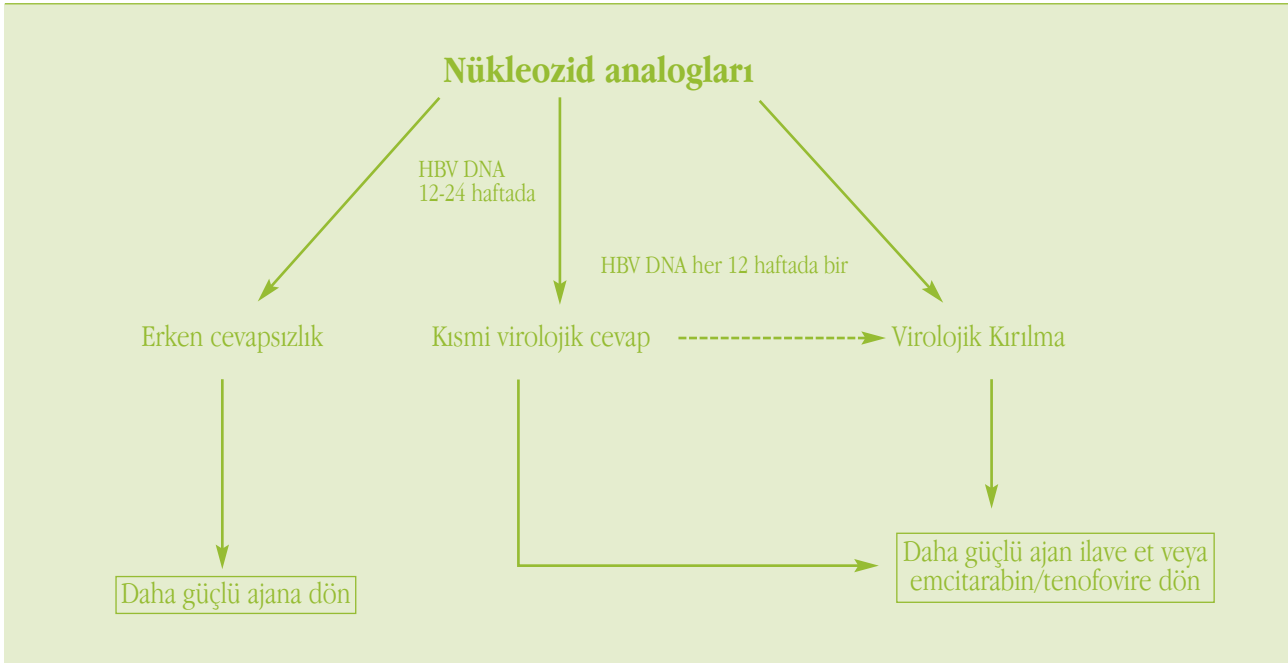 Nükleozid analogları
HBV DNA
12-24 haftada
HBV DNA her 12 haftada bir
Erken cevapsızlık
Kısmi virolojik cevap
Virolojik Kırılma
Daha güçlü ajana dön
Daha güçlü ajan ilave et veya
emcitarabin/tenofovire dön